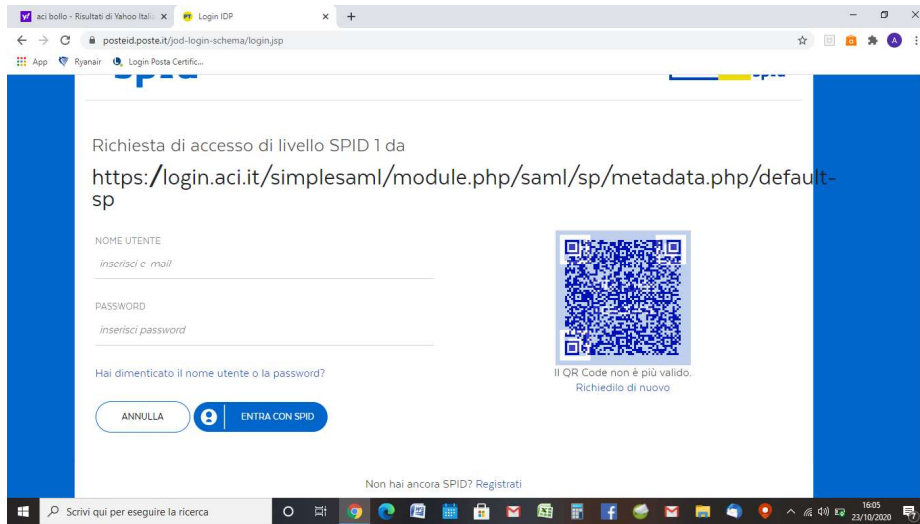 aci bollo - Risultati di Yahoo Italia
Login IDP
posteid.poste.it/jod-login-schema/login.jsp
App
Ryanair
Login Posta Certific...
spid
spid
Richiesta di accesso di livello SPID 1 da
https:/login.aci.it/simplesaml/module.php/saml/sp/metadata.php/default-
sp
NOME UTENTE
inserisci e-mail
PASSWORD
inserisci password
Hai dimenticato il nome utente o la password?
Il QR Code non è più valido.
Richiedilo di nuovo
ANNULLA
ENTRA CON SPID
Non hai ancora SPID? Registrati
Scrivi qui per eseguire la ricerca
16:05
23/10/2020